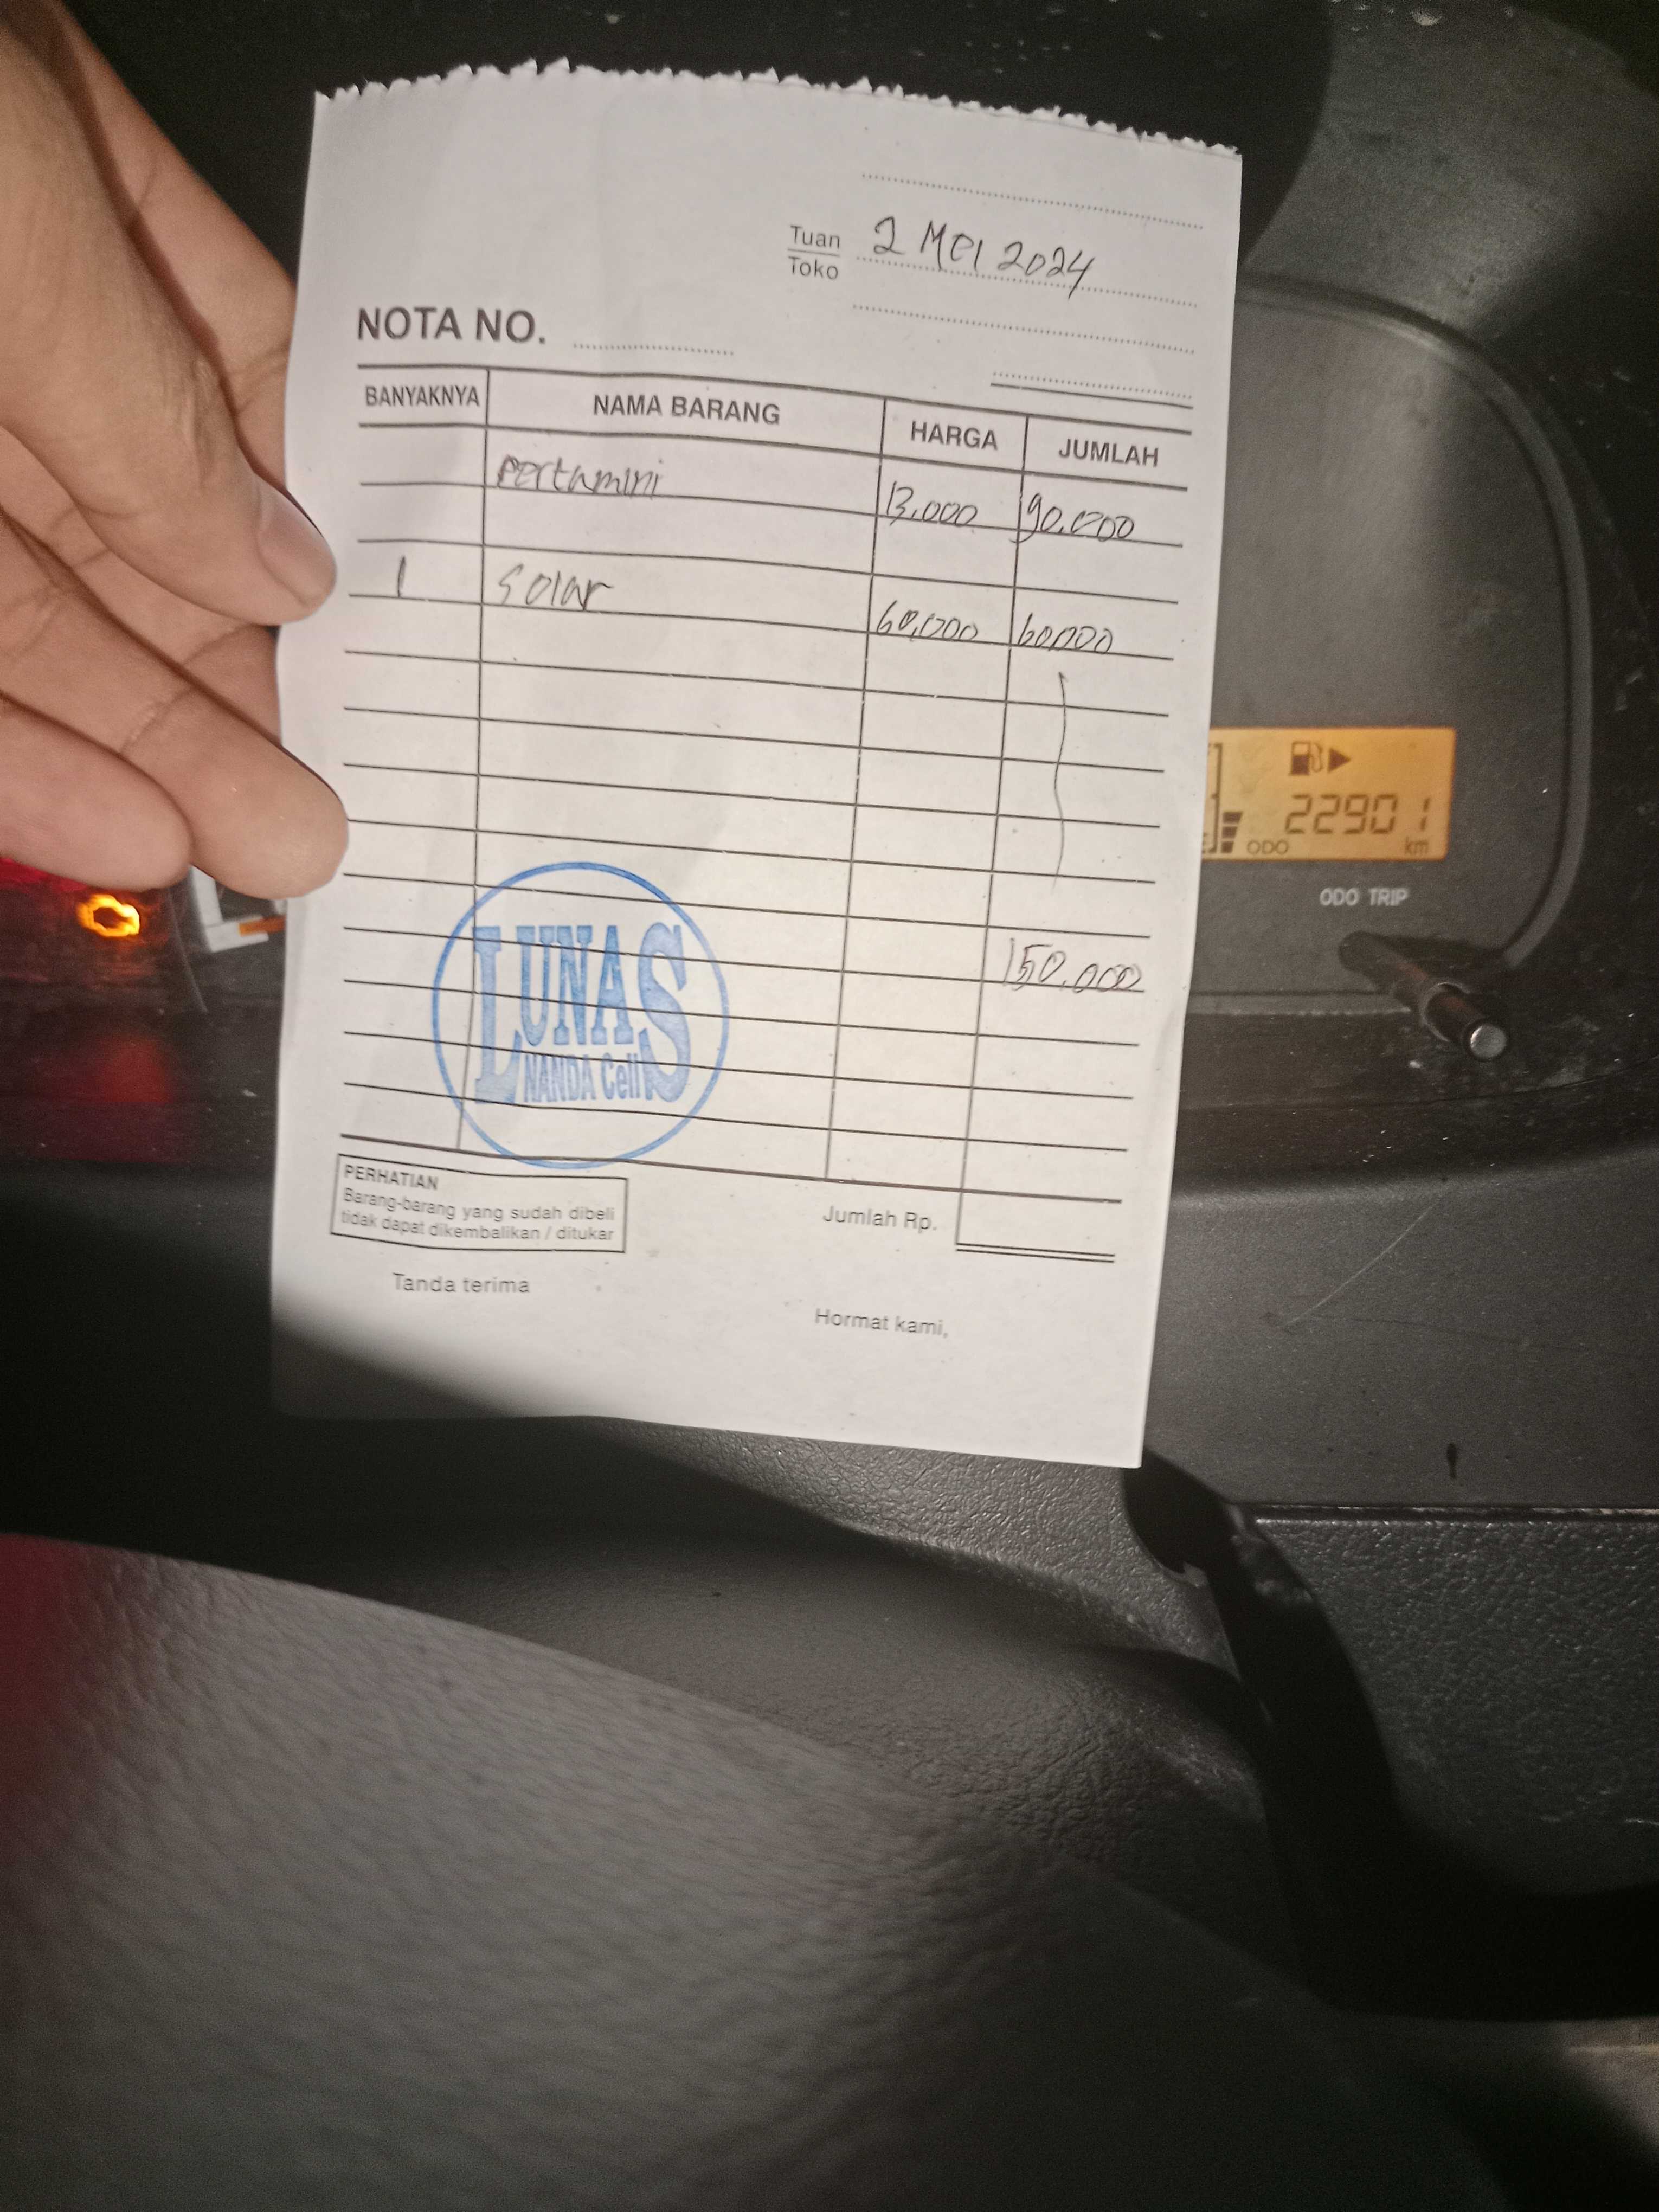 Tuan
Toko
2 Mei 2024
NOTA NO.
BANYAKNYA NAMA BARANG HARGA JUMLAH
Pertamini 13.000 90.000
1 Solar 60,000 60,000
150.000
LUNAS
NANDA Cell
PERHATIAN
Barang-barang yang sudah dibeli
tidak dapat dikembalikan / ditukar
Jumlah Rp.
Tanda terima
Hormat kami,
22901
E ODO km
ODO TRIP